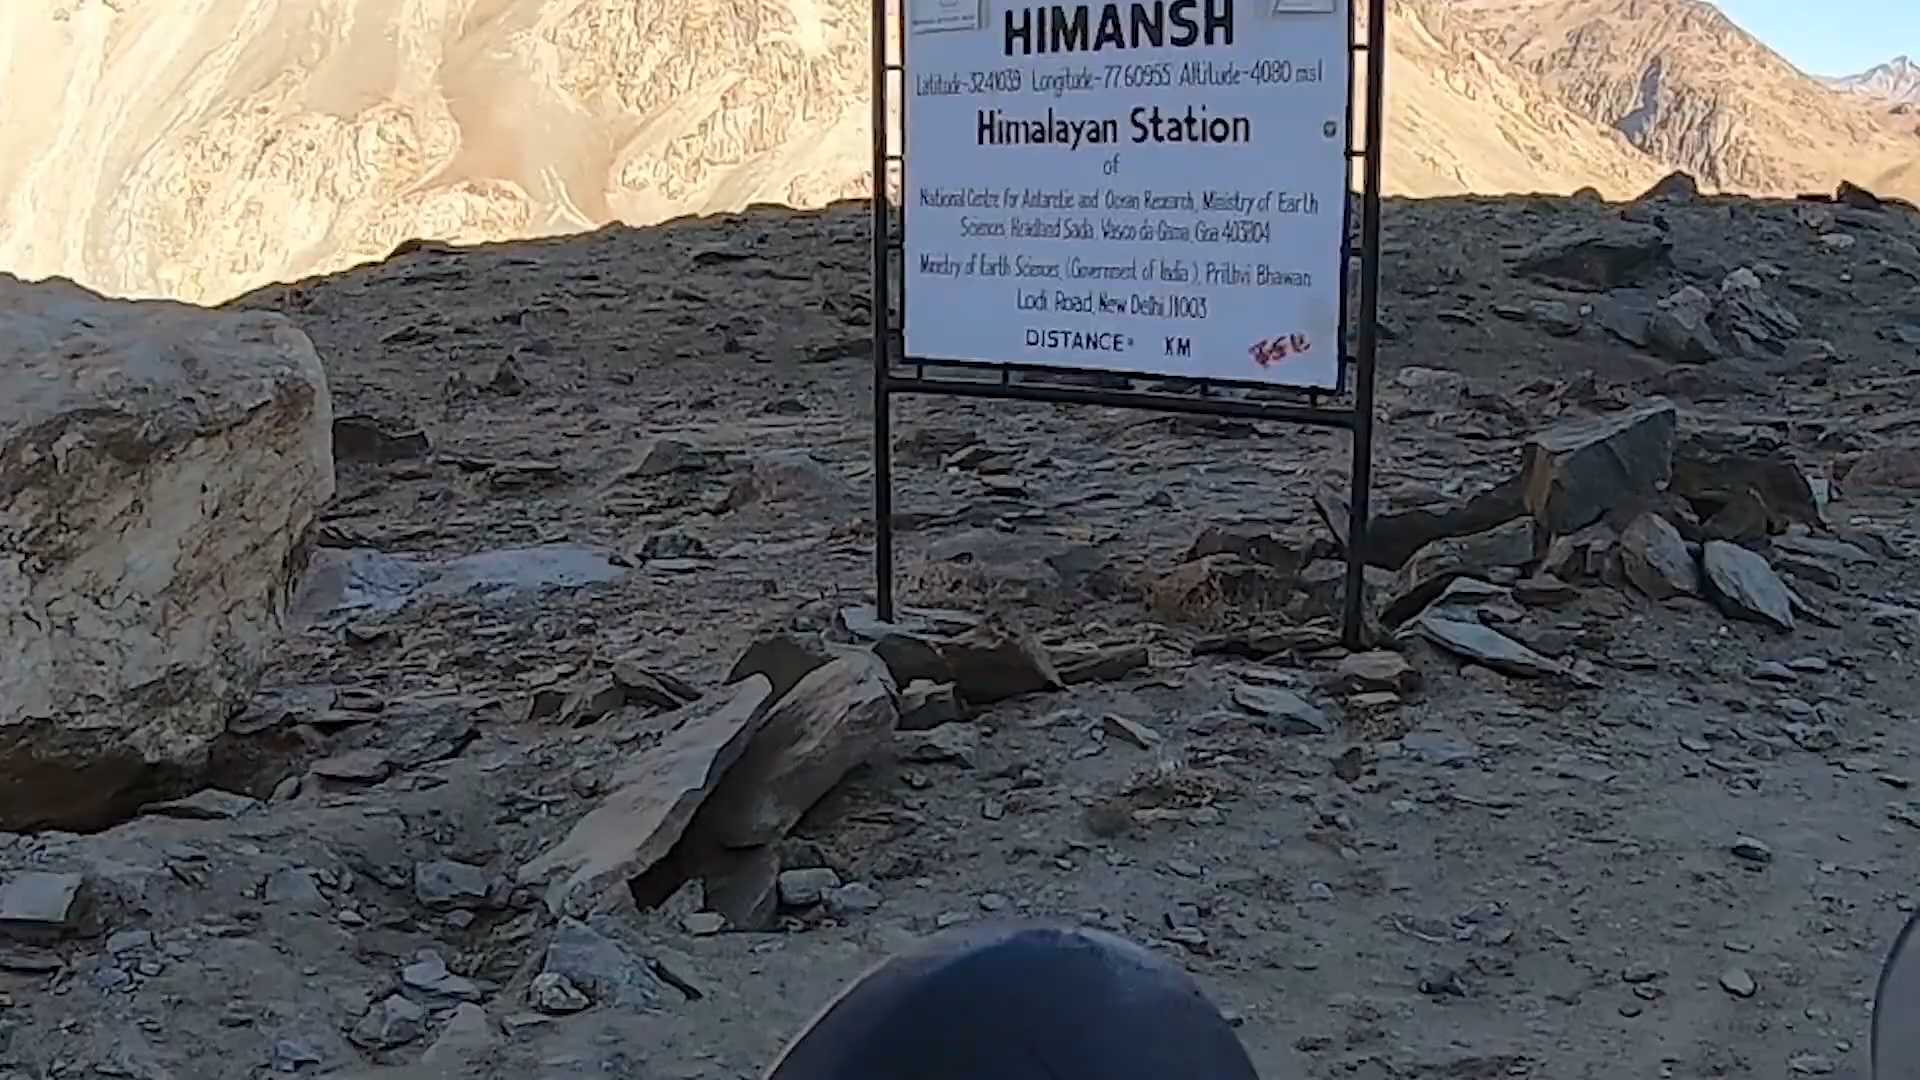 HIMANSH
Latitude-32.41039 Longitude-77.60955 Altitude-4080 msl
Himalayan Station
of
National Centre for Antarctic and Ocean Research, Ministry of Earth
Sciences, Headland Sada, Vasco-da-Gama, Goa 403804
Ministry of Earth Sciences, (Government of India), Prithvi Bhawan
Lodi Road, New Delhi,11003
DISTANCE= KM